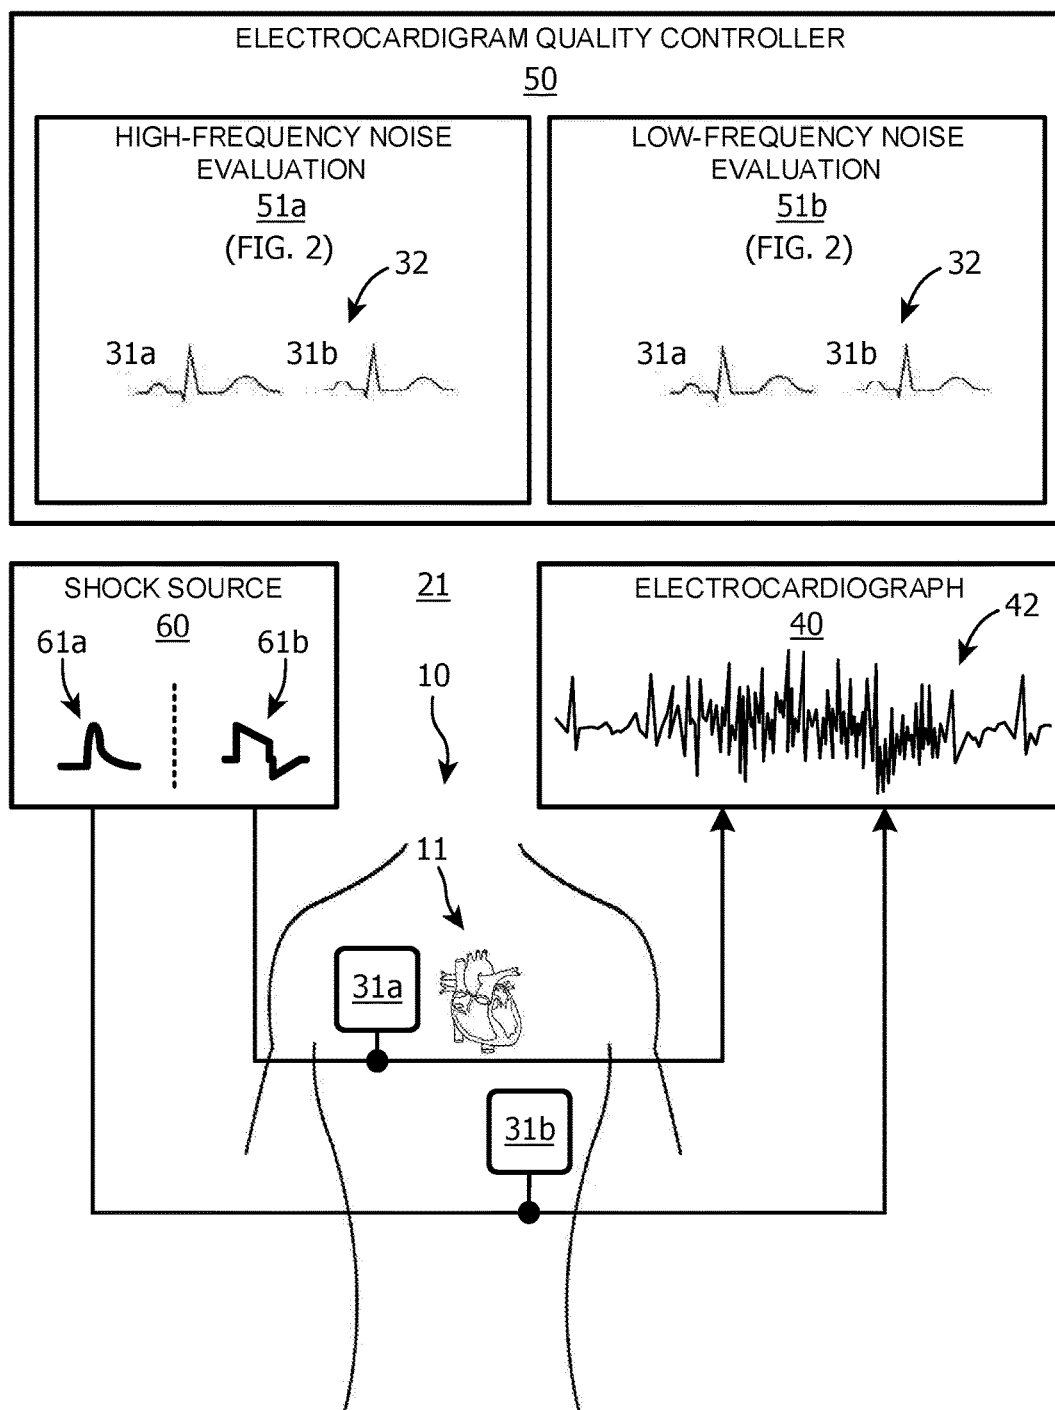 ELECTROCARDIGRAM QUALITY CONTROLLER
50
HIGH-FREQUENCY NOISE
EVALUATION
51a
(FIG. 2)
32
31a
31b
LOW-FREQUENCY NOISE
EVALUATION
51b
(FIG. 2)
32
31a
31b
SHOCK SOURCE
60
61a
61b
21
10
11
ELECTROCARDIOGRAPH
40
42
31a
31b